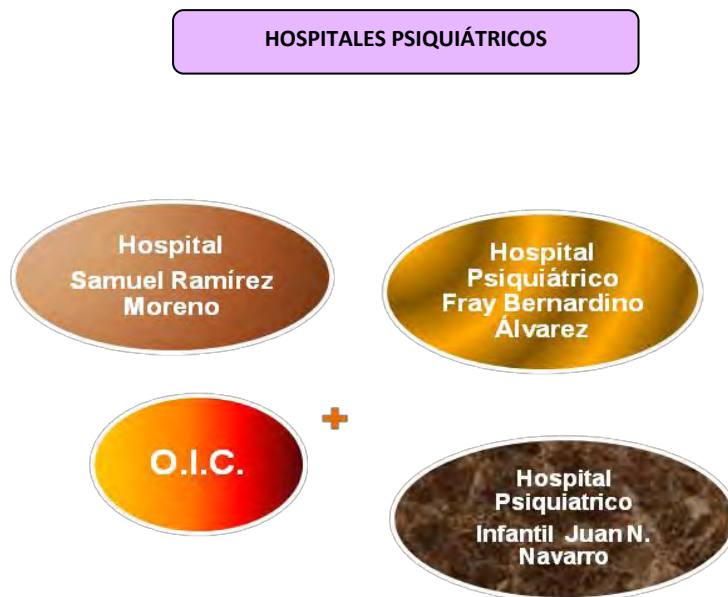 HOSPITALES PSIQUIÁTRICOS
Hospital
Samuel Ramírez
Moreno
Hospital
Psiquiátrico
Fray Bernardino
Álvarez
O.I.C.
Hospital
Psiquiatrico
Infantil Juan N.
Navarro